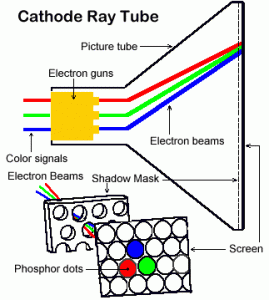 Cathode Ray Tube
Picture tube
Electron guns
Electron beams
Color signals
Electron Beams
Shadow Mask
Screen
Phosphor dots